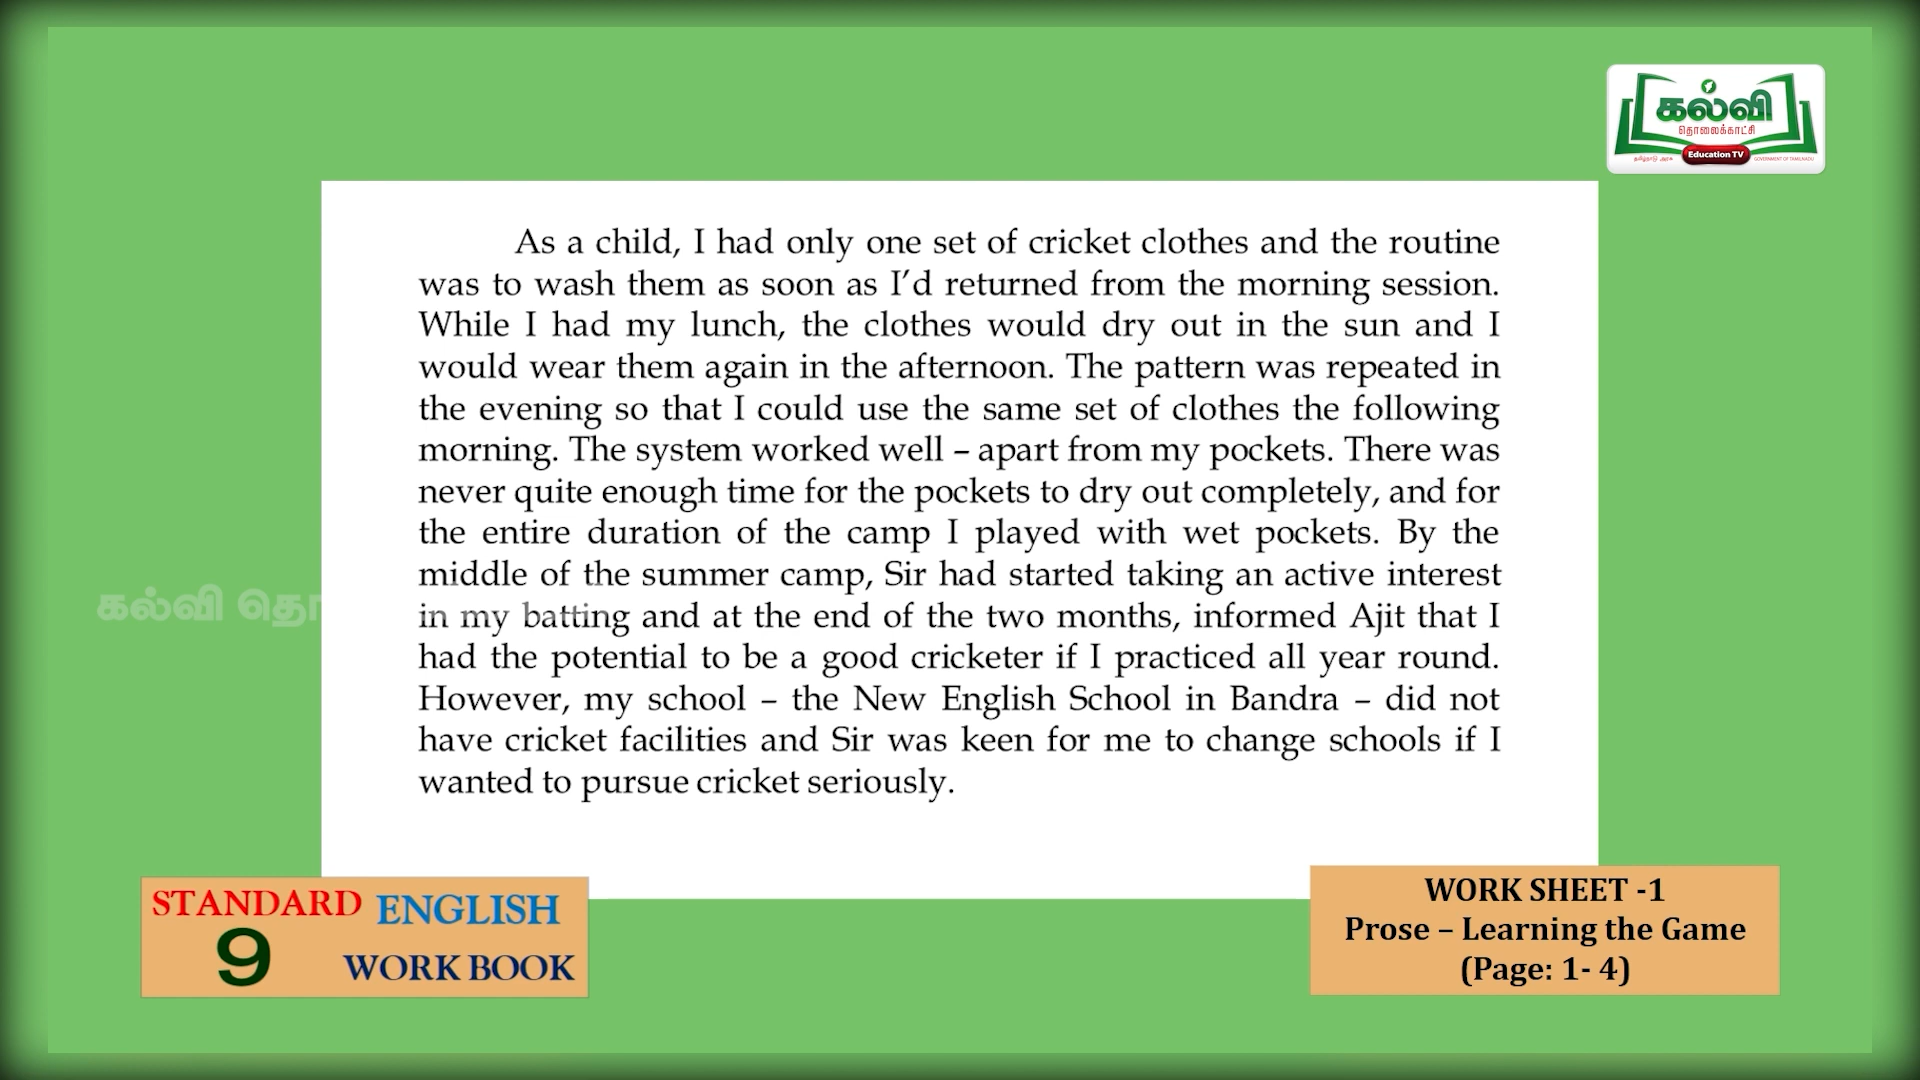 கல்வி
தொலைக்காட்சி
Education TV
தமிழ்நாடு அரசு
GOVERNMENT OF TAMILNADU
As a child, I had only one set of cricket clothes and the routine
was to wash them as soon as I’d returned from the morning session.
While I had my lunch, the clothes would dry out in the sun and I
would wear them again in the afternoon. The pattern was repeated in
the evening so that I could use the same set of clothes the following
morning. The system worked well – apart from my pockets. There was
never quite enough time for the pockets to dry out completely, and for
the entire duration of the camp I played with wet pockets. By the
middle of the summer camp, Sir had started taking an active interest
in my batting and at the end of the two months, informed Ajit that I
had the potential to be a good cricketer if I practiced all year round.
However, my school – the New English School in Bandra – did not
have cricket facilities and Sir was keen for me to change schools if I
wanted to pursue cricket seriously.
கல்வி
STANDARD ENGLISH
9 WORK BOOK
WORK SHEET -1
Prose – Learning the Game
(Page: 1- 4)